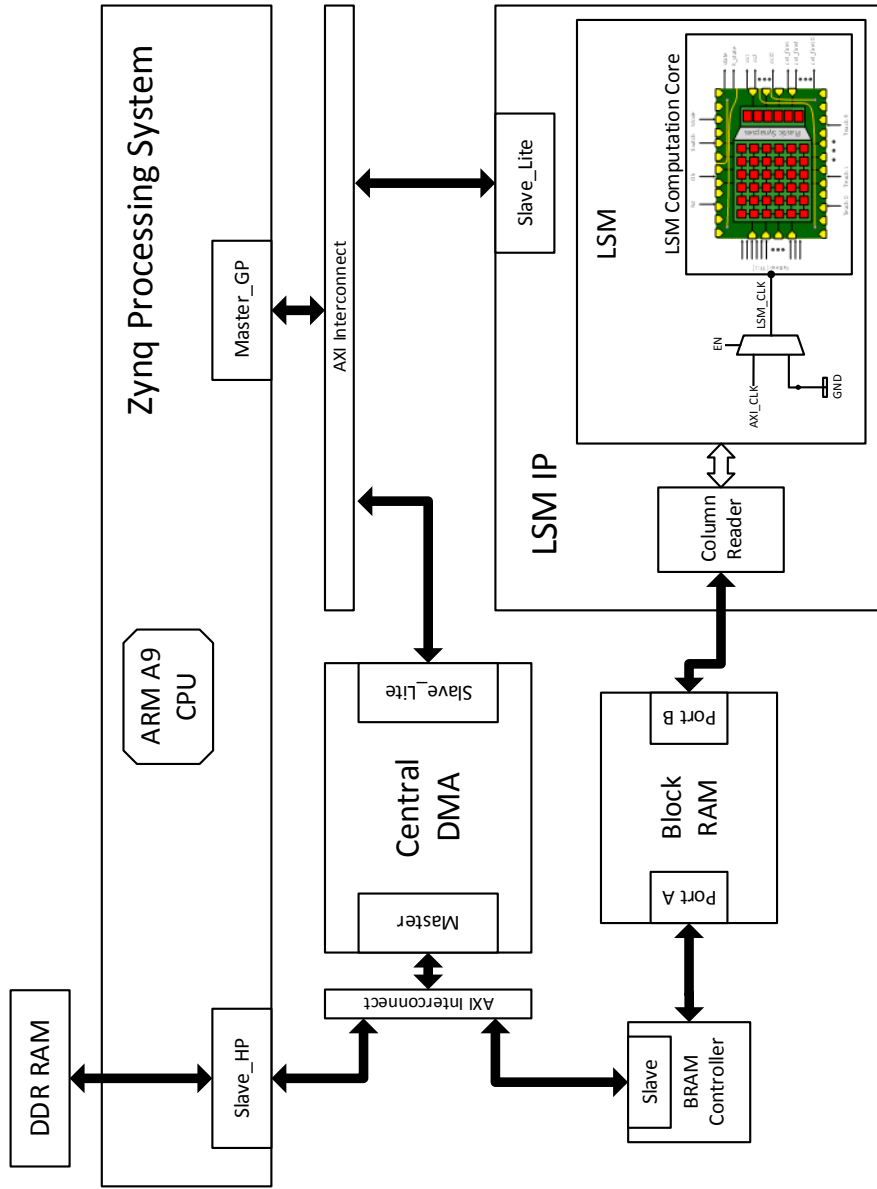 DDR RAM
Zynq Processing System
ARM A9
CPU
Slave_HP
Master_GP
AXI Interconnect
AXI Interconnect
Master
Central
DMA
Slave_Lite
Slave
BRAM
Controller
Port A
Block
RAM
Port B
Slave_Lite
LSM IP
Column
Reader
LSM
LSM Computation Core
Plastic Synapses
EN
AXI_CLK
LSM_CLK
GND